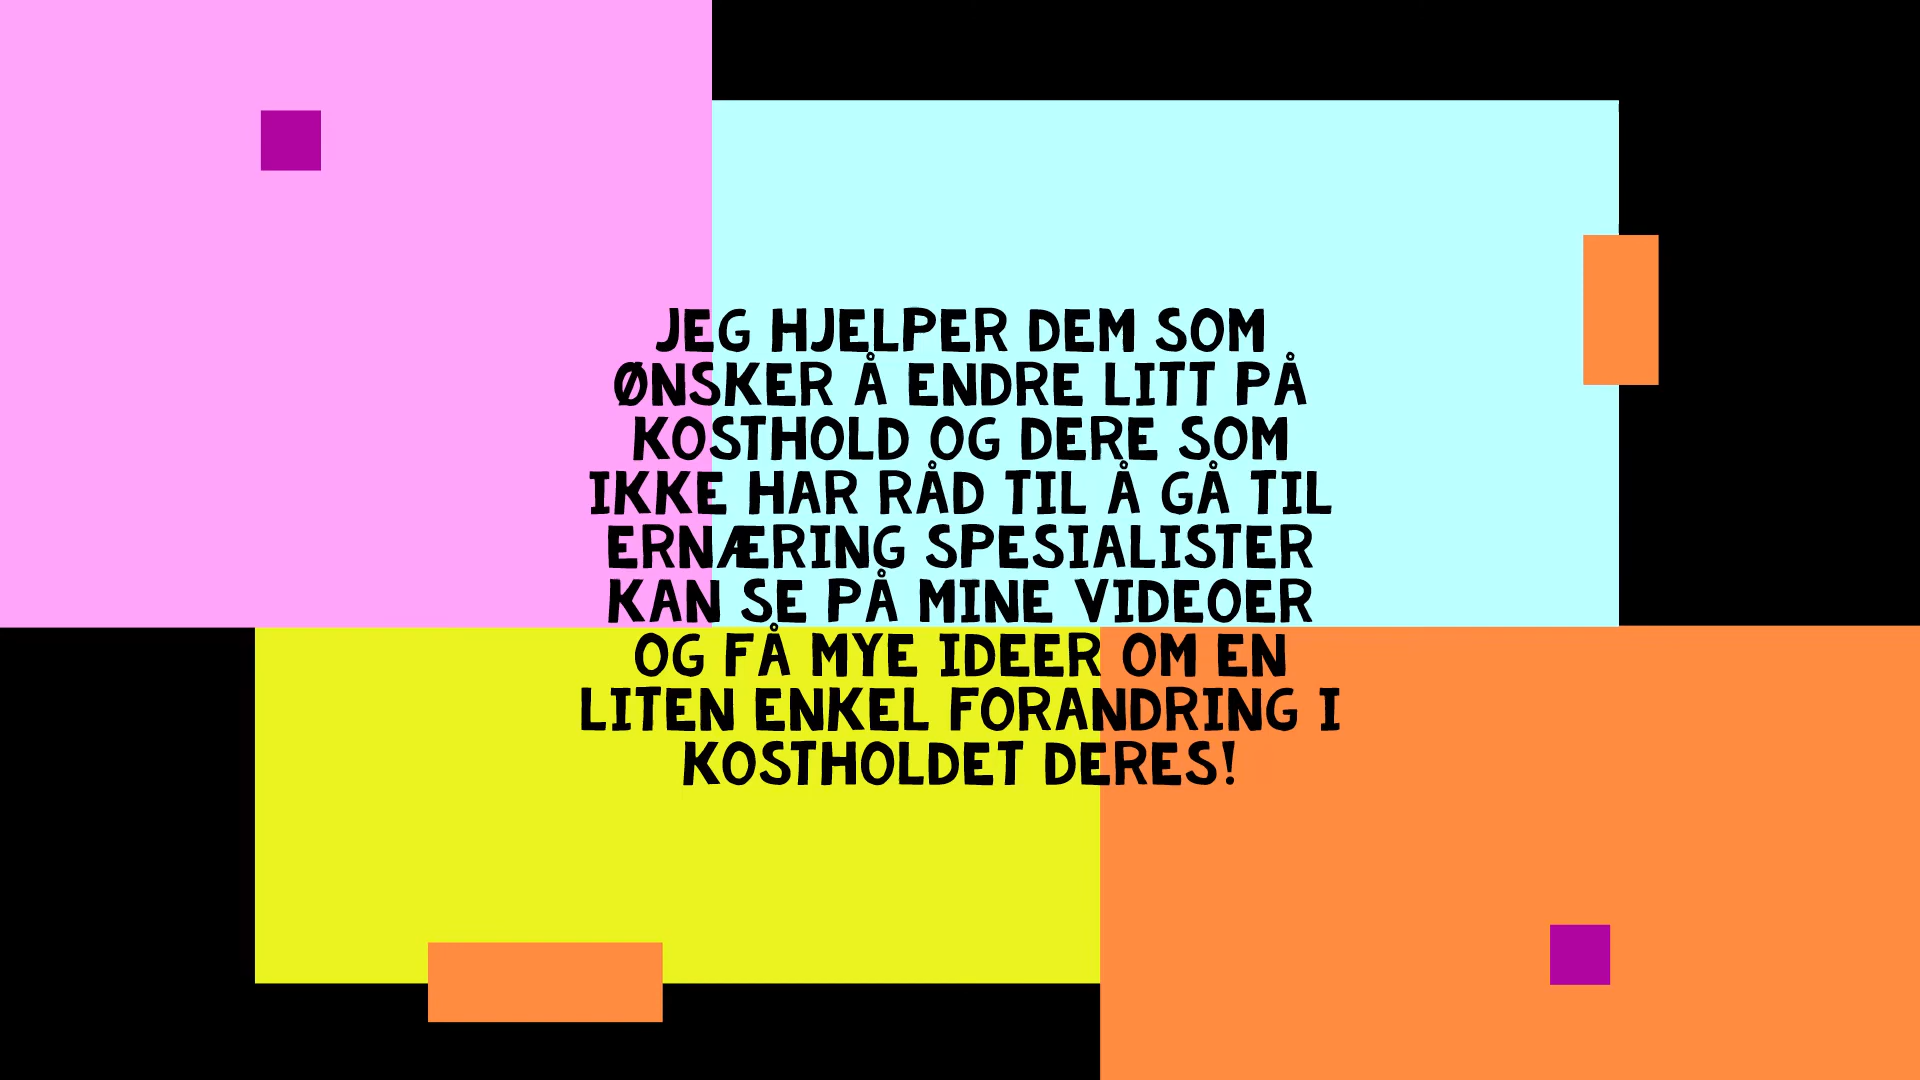 JEG HJELPER DEM SOM
ØNSKER Å ENDRE LITT PÅ
KOSTHOLD OG DERE SOM
IKKE HAR RÅD TIL Å GÅ TIL
ERNÆRING SPESIALISTER
KAN SE PÅ MINE VIDEOER
OG FÅ MYE IDEER OM EN
LITEN ENKEL FORANDRING I
KOSTHOLDET DERES!